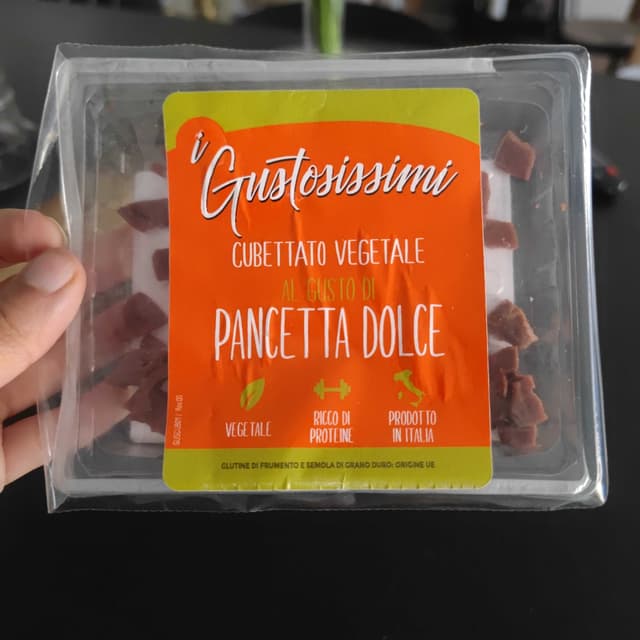 i Gustosissimi
CUBETTATO VEGETALE
AL GUSTO DI
PANCETTA DOLCE
VEGETALE
RICCO DI
PROTEINE
PRODOTTO
IN ITALIA
GLUTINE DI FRUMENTO E SEMOLA DI GRANO DURO: ORIGINE UE